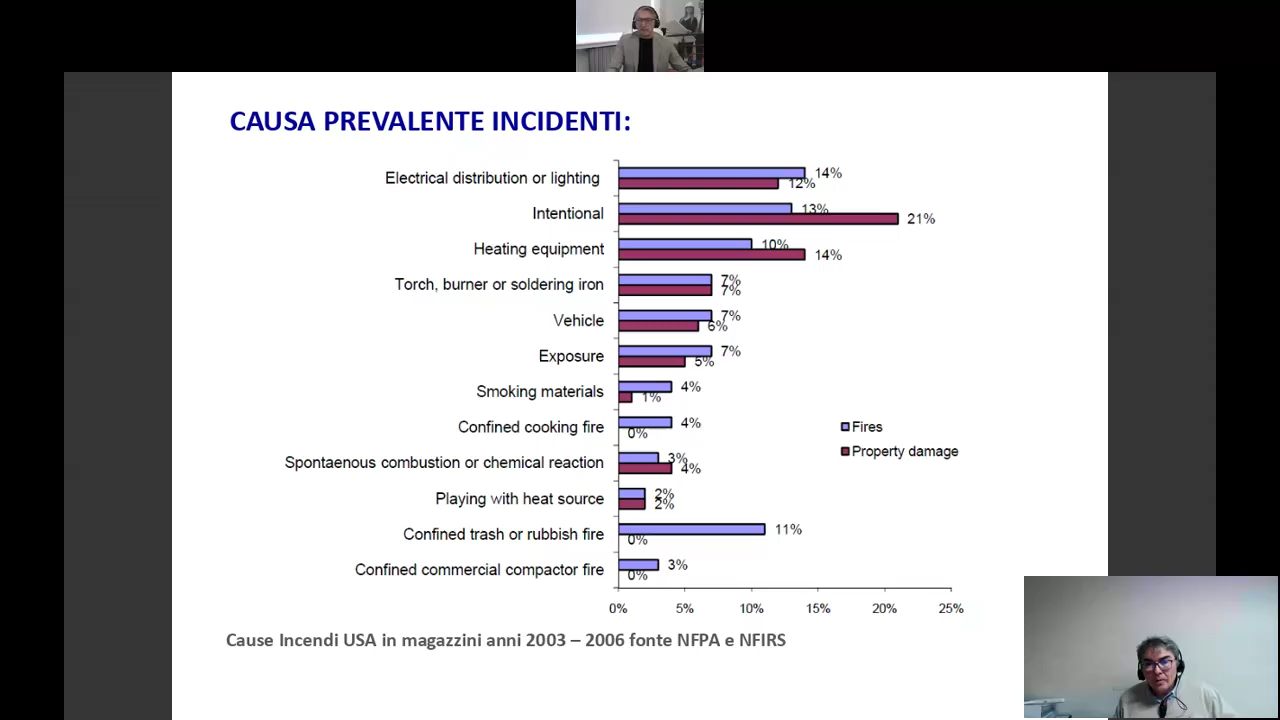 CAUSA PREVALENTE INCIDENTI:
Electrical distribution or lighting 14% 12%
Intentional 13% 21%
Heating equipment 10% 14%
Torch, burner or soldering iron 7% 7%
Vehicle 7% 6%
Exposure 7% 5%
Smoking materials 4% 1%
Confined cooking fire 4% 0%
Fires
Property damage
Spontaenous combustion or chemical reaction 3% 4%
Playing with heat source 2% 2%
Confined trash or rubbish fire 11% 0%
Confined commercial compactor fire 3% 0%
0% 5% 10% 15% 20% 25%
Cause Incendi USA in magazzini anni 2003 – 2006 fonte NFPA e NFIRS